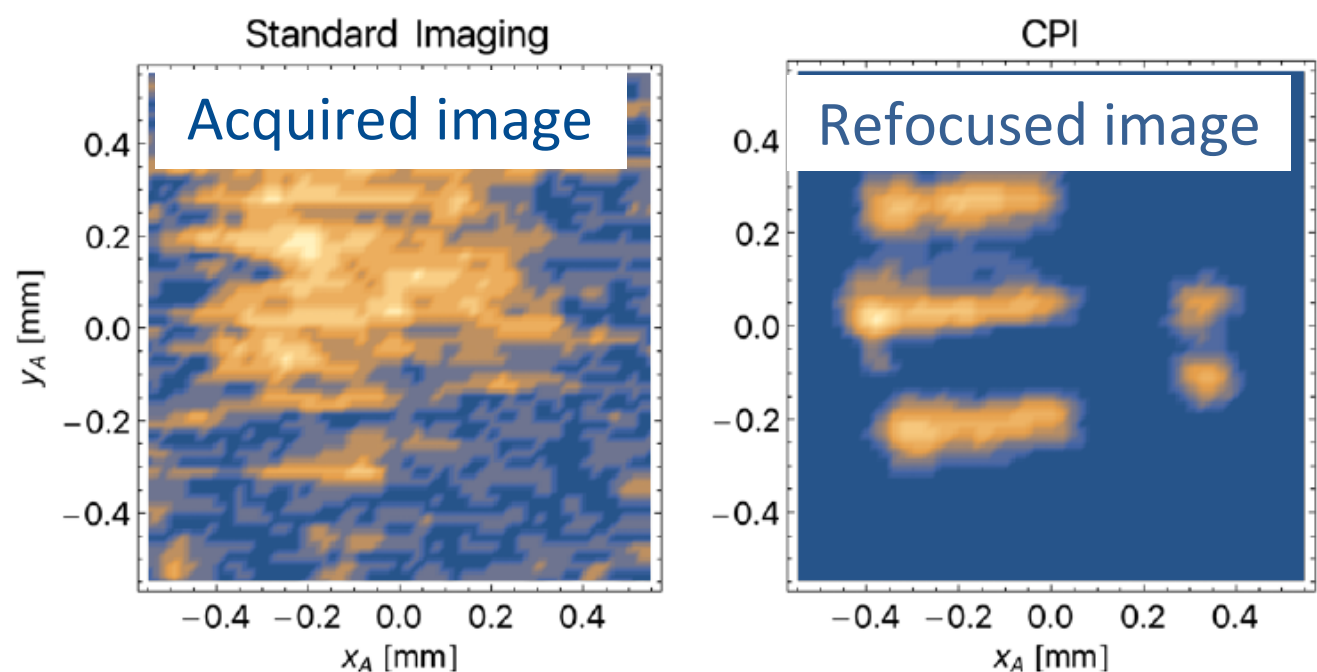 Standard Imaging
Acquired image
0.4
0.2
0.0
−0.2
−0.4
y_A [mm]
−0.4 −0.2 0.0 0.2 0.4
x_A [mm]
CPI
Refocused image
0.4
0.2
0.0
−0.2
−0.4
−0.4 −0.2 0.0 0.2 0.4
x_A [mm]